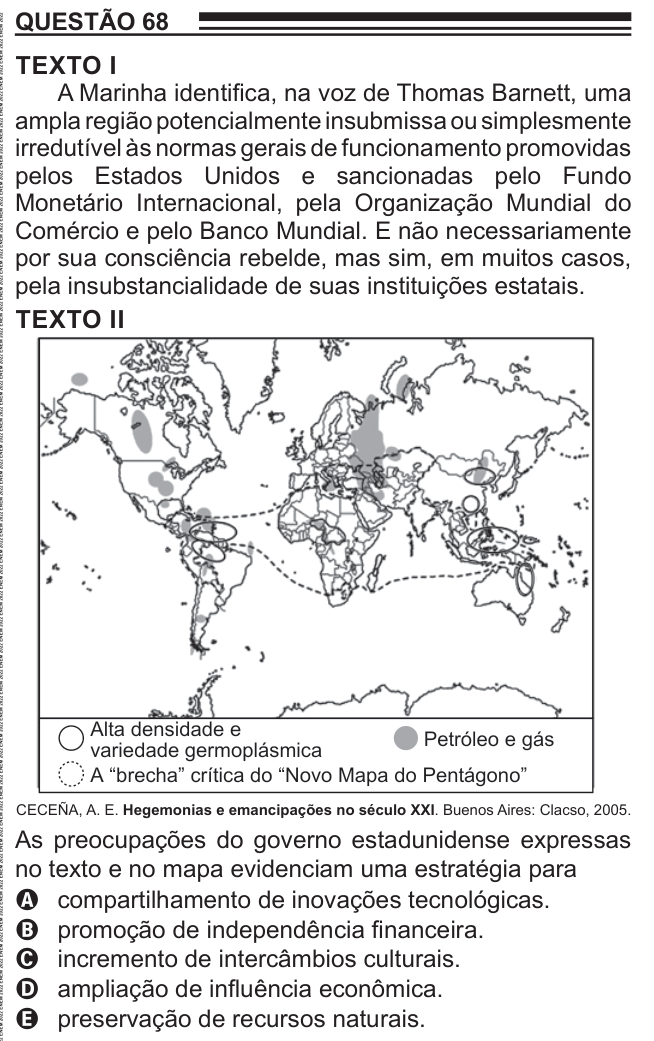 QUESTÃO 68
TEXTO I
A Marinha identifica, na voz de Thomas Barnett, uma
ampla região potencialmente insubmissa ou simplesmente
irredutível às normas gerais de funcionamento promovidas
pelos Estados Unidos e sancionadas pelo Fundo
Monetário Internacional, pela Organização Mundial do
Comércio e pelo Banco Mundial. E não necessariamente
por sua consciência rebelde, mas sim, em muitos casos,
pela insubstancialidade de suas instituições estatais.
TEXTO II
Alta densidade e
variedade germoplásmica
Petróleo e gás
A “brecha” crítica do “Novo Mapa do Pentágono”
CECEÑA, A. E. Hegemonias e emancipações no século XXI. Buenos Aires: Clacso, 2005.
As preocupações do governo estadunidense expressas
no texto e no mapa evidenciam uma estratégia para
A compartilhamento de inovações tecnológicas.
B promoção de independência financeira.
C incremento de intercâmbios culturais.
D ampliação de influência econômica.
E preservação de recursos naturais.